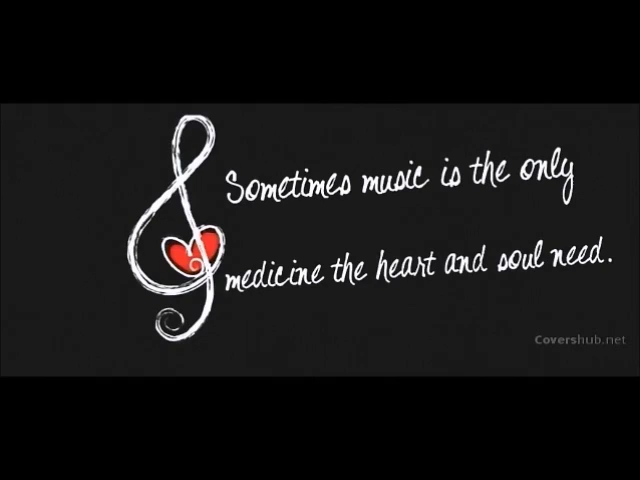 Sometimes music is the only
medicine the heart and soul need.
Covershub.net